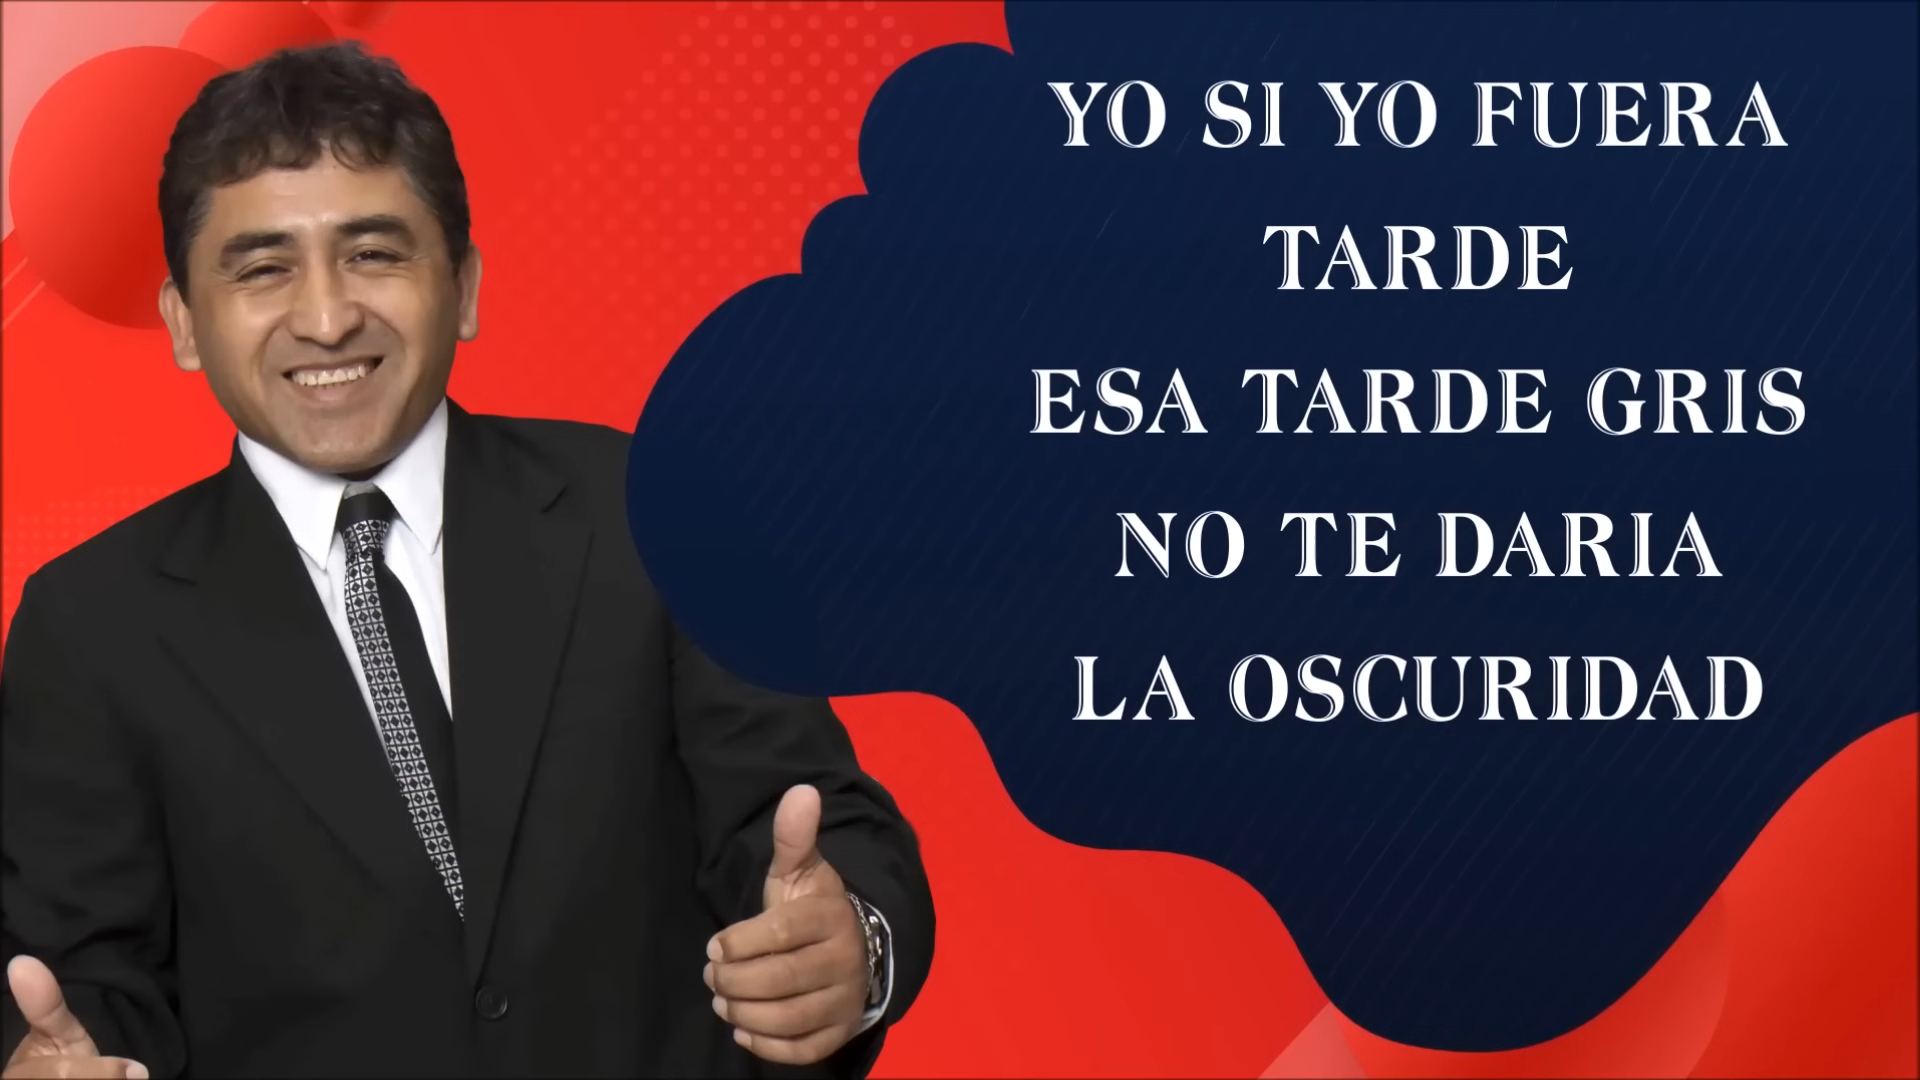 YO SI YO FUERA
TARDE
ESA TARDE GRIS
NO TE DARIA
LA OSCURIDAD